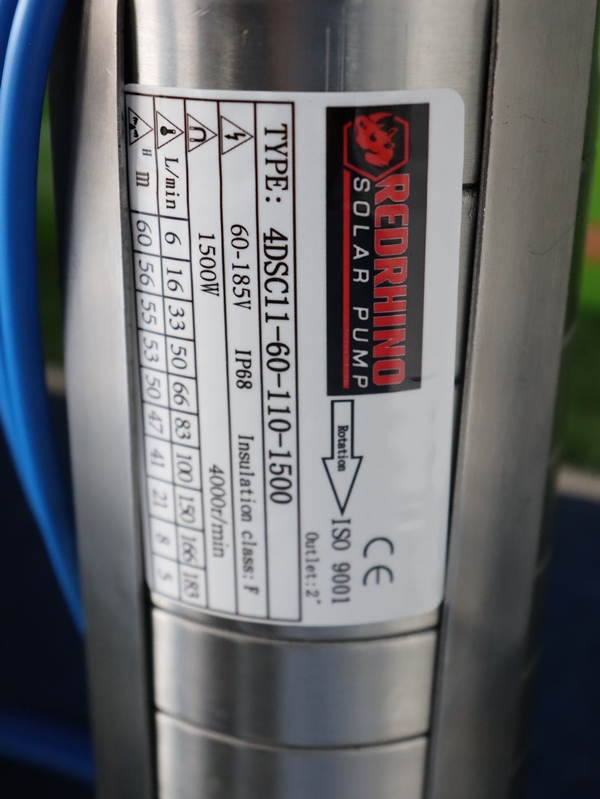 REDRHINO
SOLAR PUMP
Rotation
CE
ISO 9001
Outlet:2"
TYPE: 4DSC11-60-110-1500
60-185V IP68 Insulation class: F
1500W 4000r/min
L/min 6 16 33 50 66 83 100 150 166 183
H m 60 56 55 53 50 47 41 21 8 5